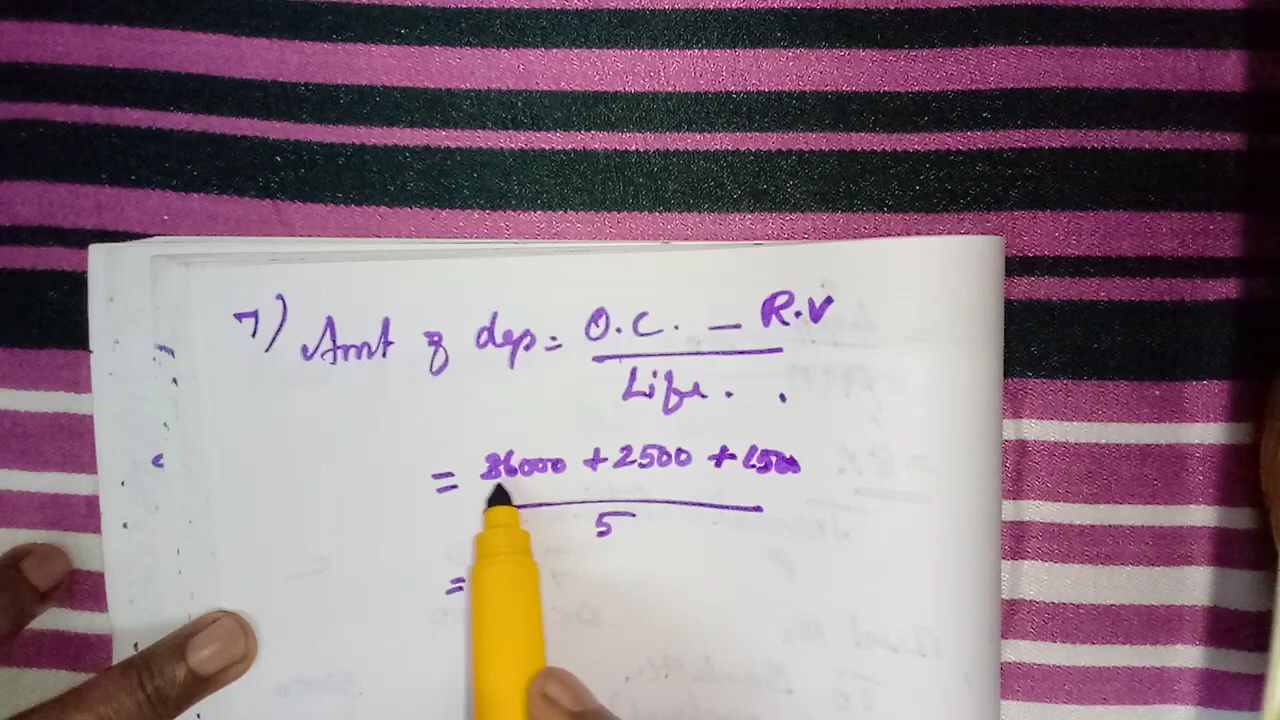 7) Amt of dep = O.C. - R.V
Life.
= 36000 + 2500 + 1500
5
=